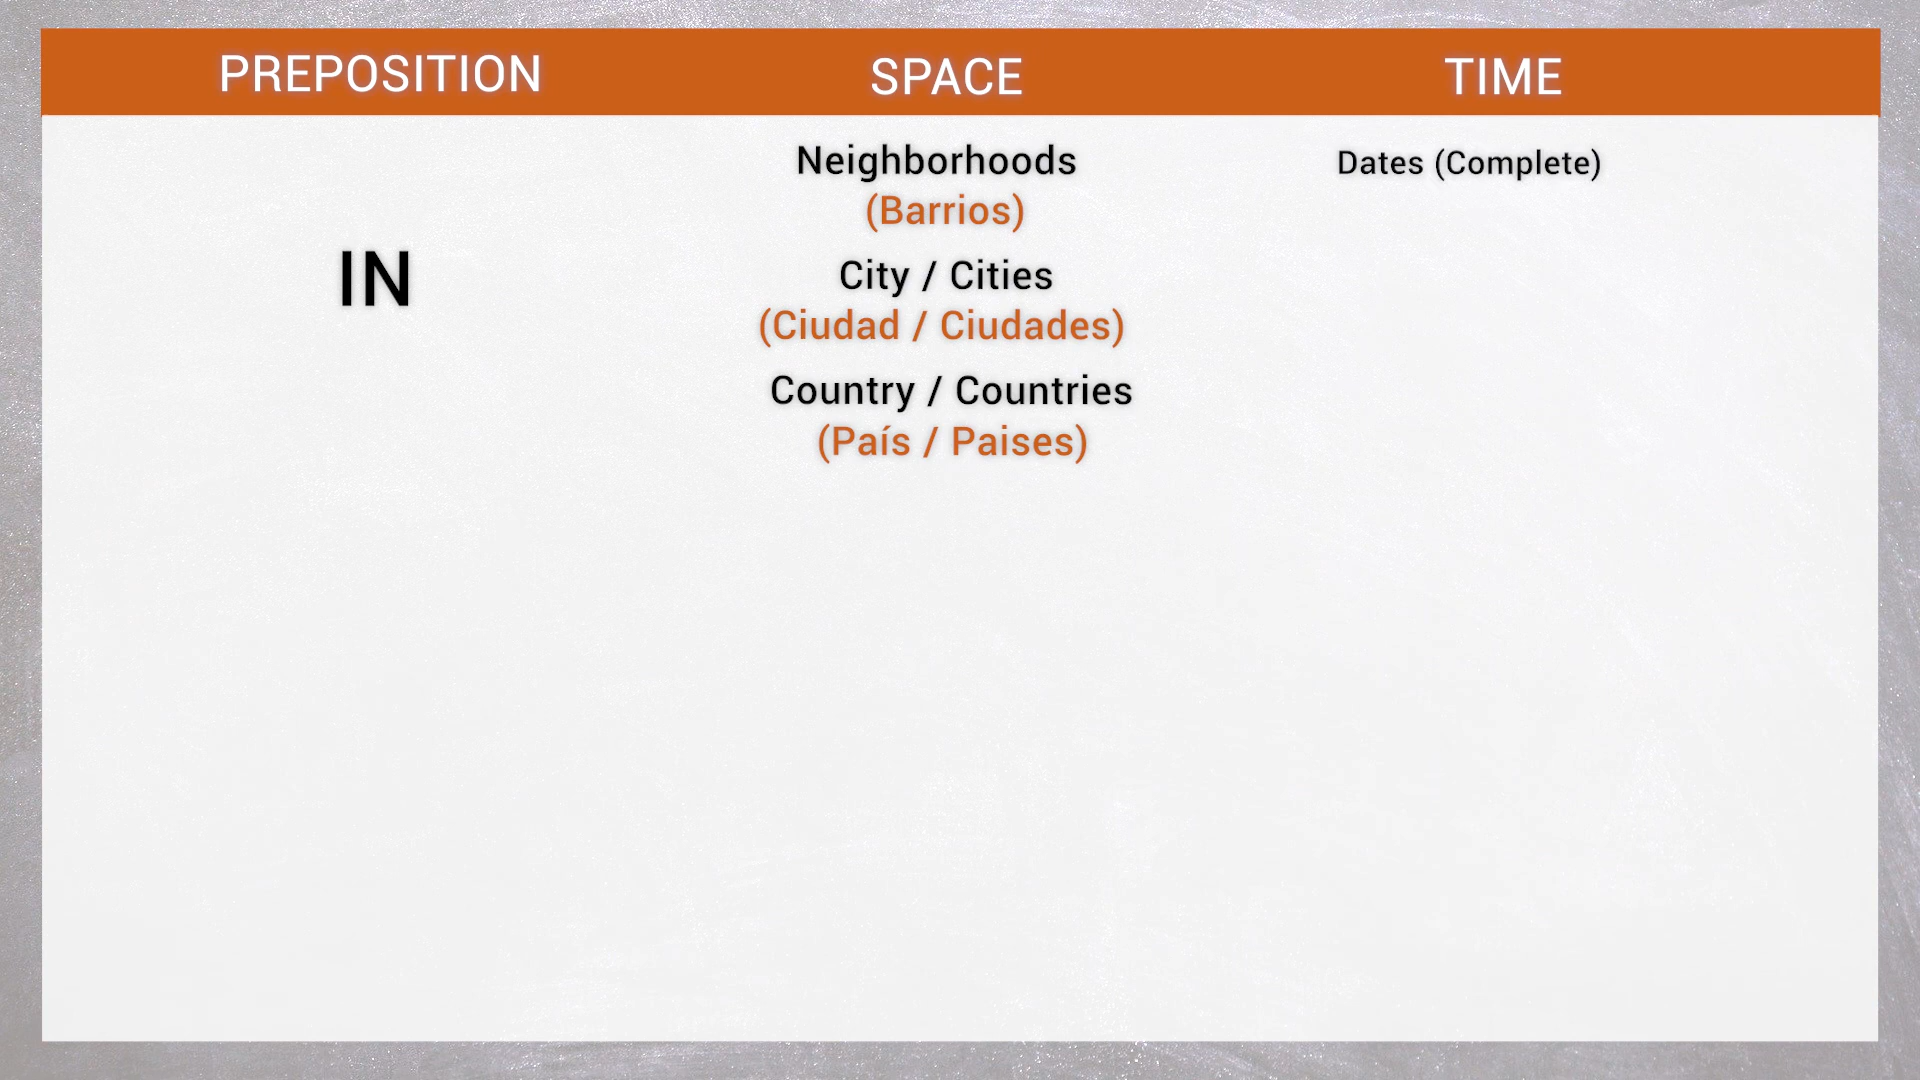 PREPOSITION SPACE TIME
Neighborhoods Dates (Complete)
(Barrios)
IN City / Cities
(Ciudad / Ciudades)
Country / Countries
(País / Paises)